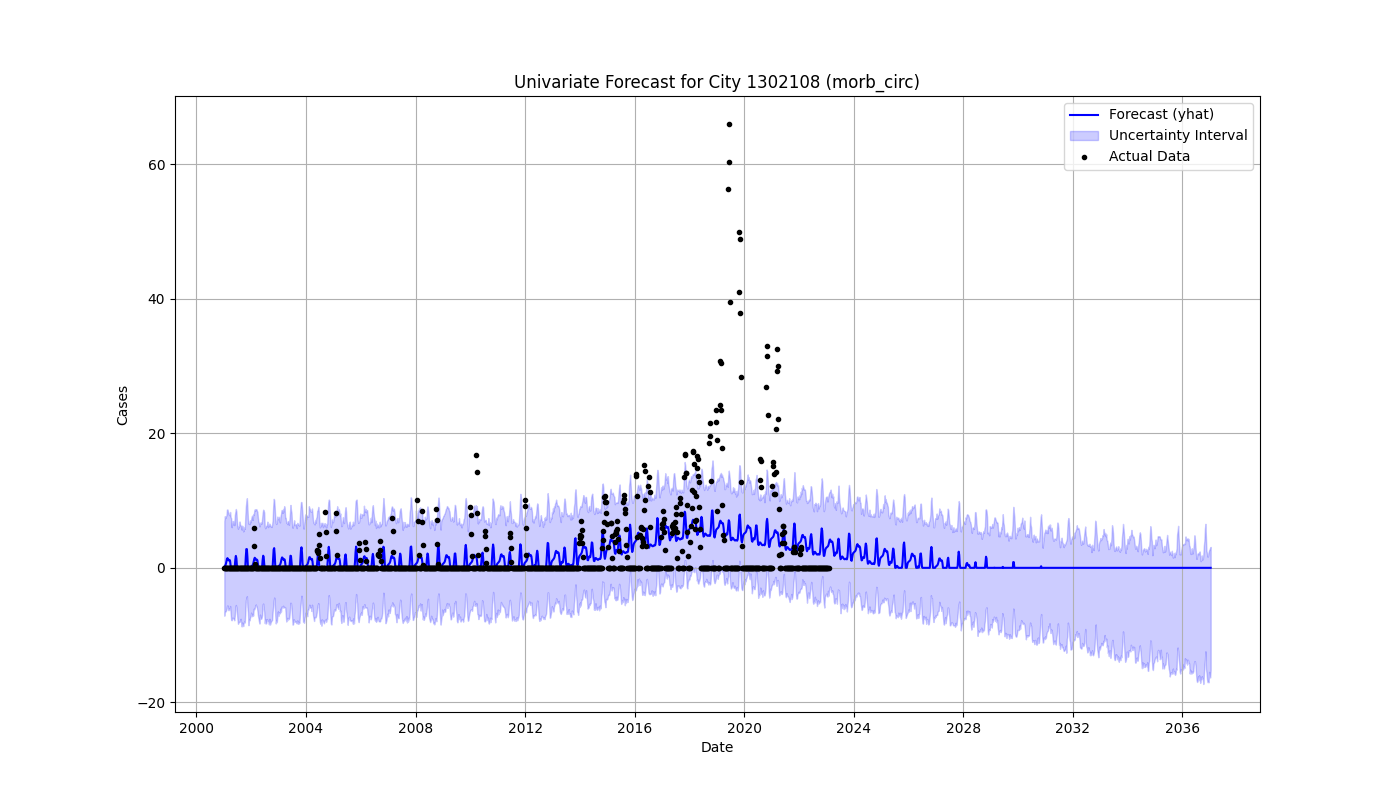 Univariate Forecast for City 1302108 (morb_circ)
Forecast (yhat)
Uncertainty Interval
Actual Data
60
40
20
0
−20
Cases
2000
2004
2008
2012
2016
2020
2024
2028
2032
2036
Date